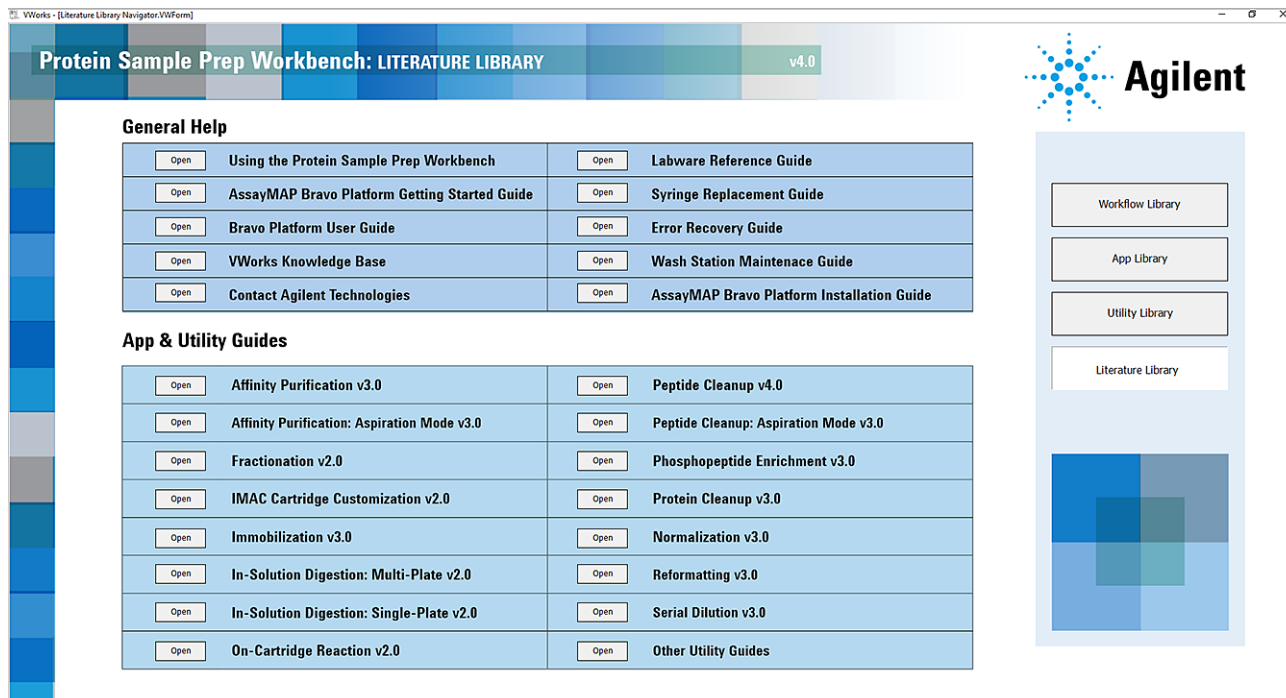 VWorks - [Literature Library Navigator.VWForm]
Protein Sample Prep Workbench: LITERATURE LIBRARY v4.0
Agilent
General Help
Open Using the Protein Sample Prep Workbench Open Labware Reference Guide
Open AssayMAP Bravo Platform Getting Started Guide Open Syringe Replacement Guide
Open Bravo Platform User Guide Open Error Recovery Guide
Open VWorks Knowledge Base Open Wash Station Maintenace Guide
Open Contact Agilent Technologies Open AssayMAP Bravo Platform Installation Guide
App & Utility Guides
Open Affinity Purification v3.0 Open Peptide Cleanup v4.0
Open Affinity Purification: Aspiration Mode v3.0 Open Peptide Cleanup: Aspiration Mode v3.0
Open Fractionation v2.0 Open Phosphopeptide Enrichment v3.0
Open IMAC Cartridge Customization v2.0 Open Protein Cleanup v3.0
Open Immobilization v3.0 Open Normalization v3.0
Open In-Solution Digestion: Multi-Plate v2.0 Open Reformatting v3.0
Open In-Solution Digestion: Single-Plate v2.0 Open Serial Dilution v3.0
Open On-Cartridge Reaction v2.0 Open Other Utility Guides
Workflow Library
App Library
Utility Library
Literature Library